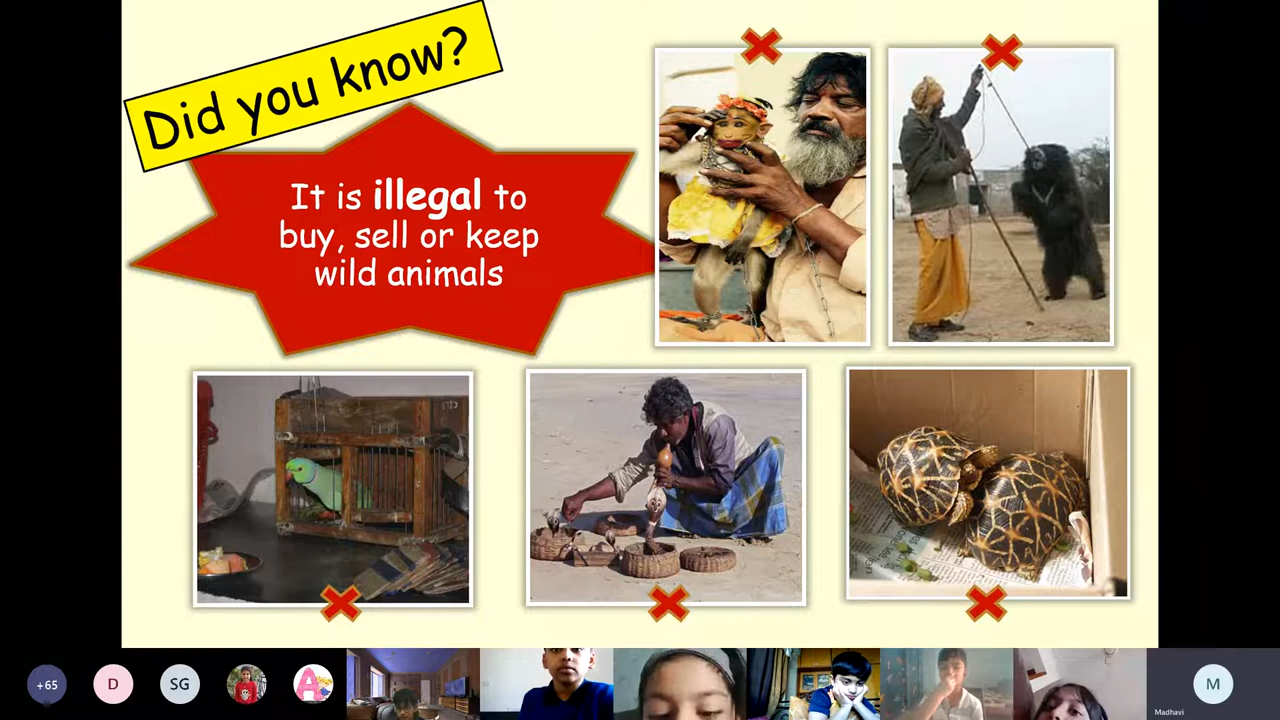 Did you know?
It is illegal to
buy, sell or keep
wild animals
+65
D
SG
A
M
Madhavi